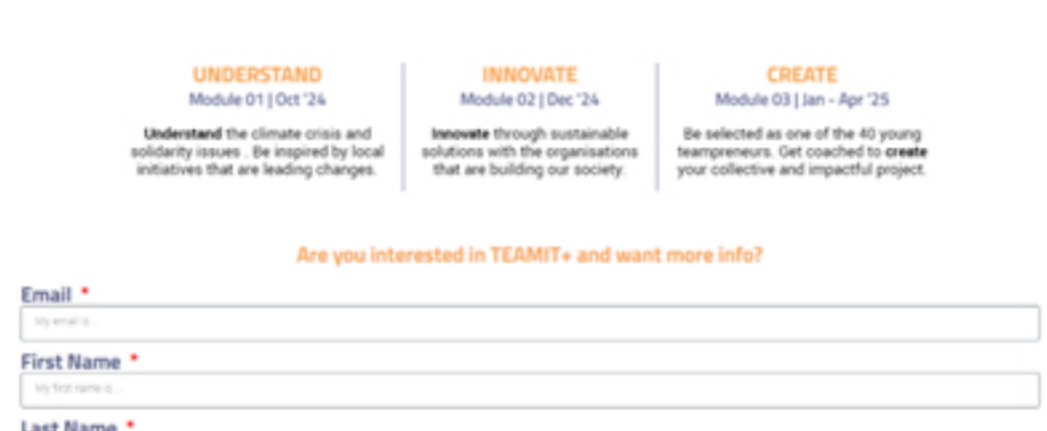 UNDERSTAND
Module 01 | Oct '24
Understand the climate crisis and
solidarity issues . Be inspired by local
initiatives that are leading changes.
INNOVATE
Module 02 | Dec '24
Innovate through sustainable
solutions with the organisations
that are building our society.
CREATE
Module 03 | Jan - Apr '25
Be selected as one of the 40 young
teampreneurs. Get coached to create
your collective and impactful project.
Are you interested in TEAMIT+ and want more info?
Email *
My email is ...
First Name *
My first name is ...
Last Name *